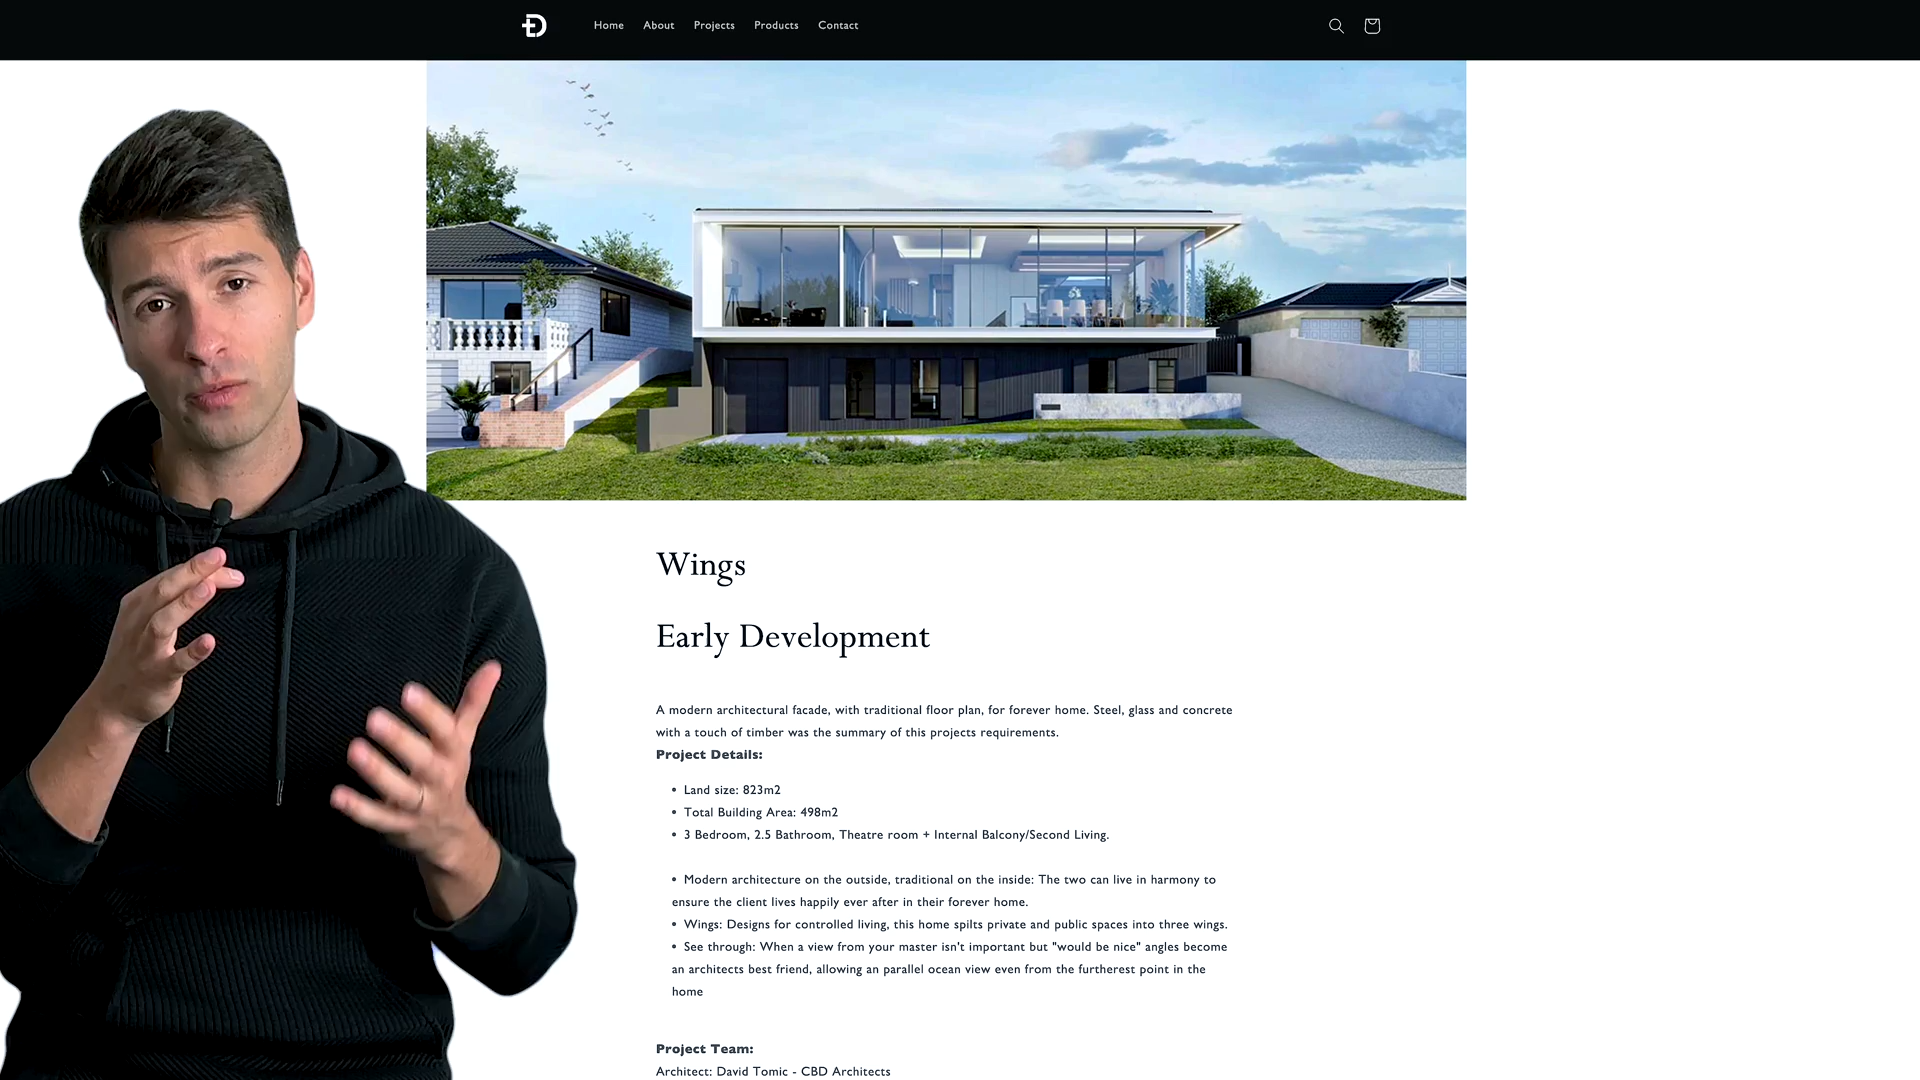 Home About Projects Products Contact
Wings
Early Development
A modern architectural facade, with traditional floor plan, for forever home. Steel, glass and concrete
with a touch of timber was the summary of this projects requirements.
Project Details:
• Land size: 823m2
• Total Building Area: 498m2
• 3 Bedroom, 2.5 Bathroom, Theatre room + Internal Balcony/Second Living.
• Modern architecture on the outside, traditional on the inside: The two can live in harmony to
ensure the client lives happily ever after in their forever home.
• Wings: Designs for controlled living, this home spilts private and public spaces into three wings.
• See through: When a view from your master isn't important but "would be nice" angles become
an architects best friend, allowing an parallel ocean view even from the furtherest point in the
home
Project Team:
Architect: David Tomic - CBD Architects